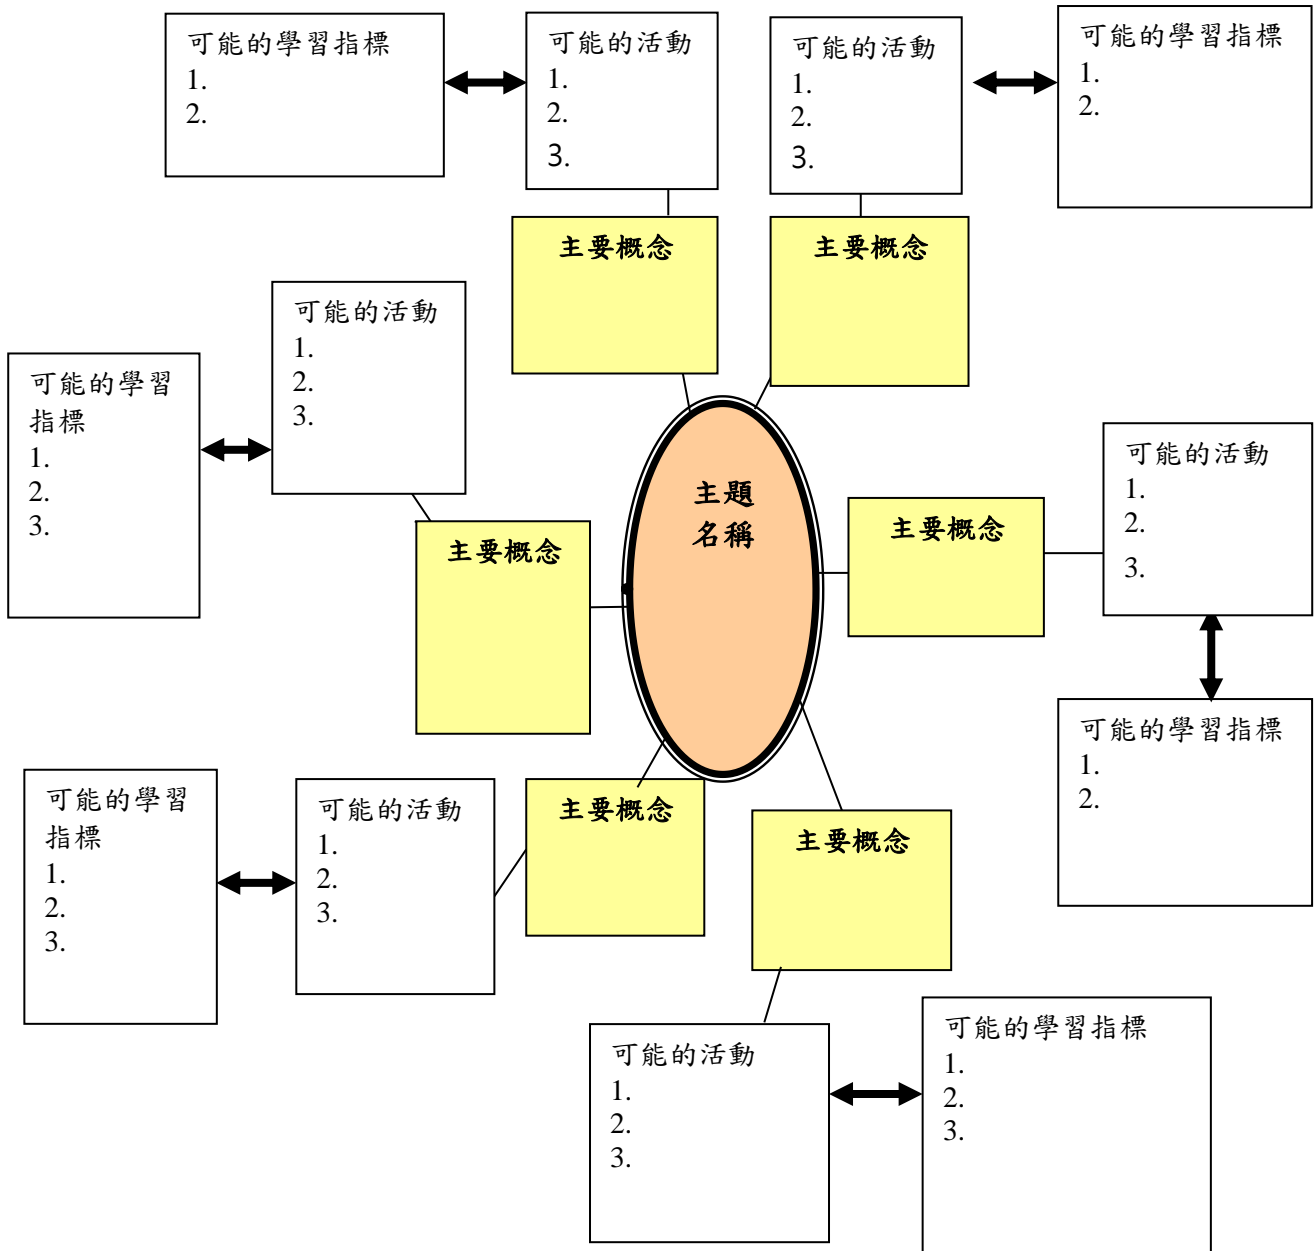 可能的學習指標
1.
2.
可能的活動
1.
2.
3.
可能的活動
1.
2.
3.
可能的學習指標
1.
2.
主要概念
主要概念
可能的活動
1.
2.
3.
可能的學習
指標
1.
2.
3.
主要概念
主題
名稱
主要概念
可能的活動
1.
2.
3.
可能的學習指標
1.
2.
可能的學習
指標
1.
2.
3.
可能的活動
1.
2.
3.
主要概念
主要概念
可能的活動
1.
2.
3.
可能的學習指標
1.
2.
3.